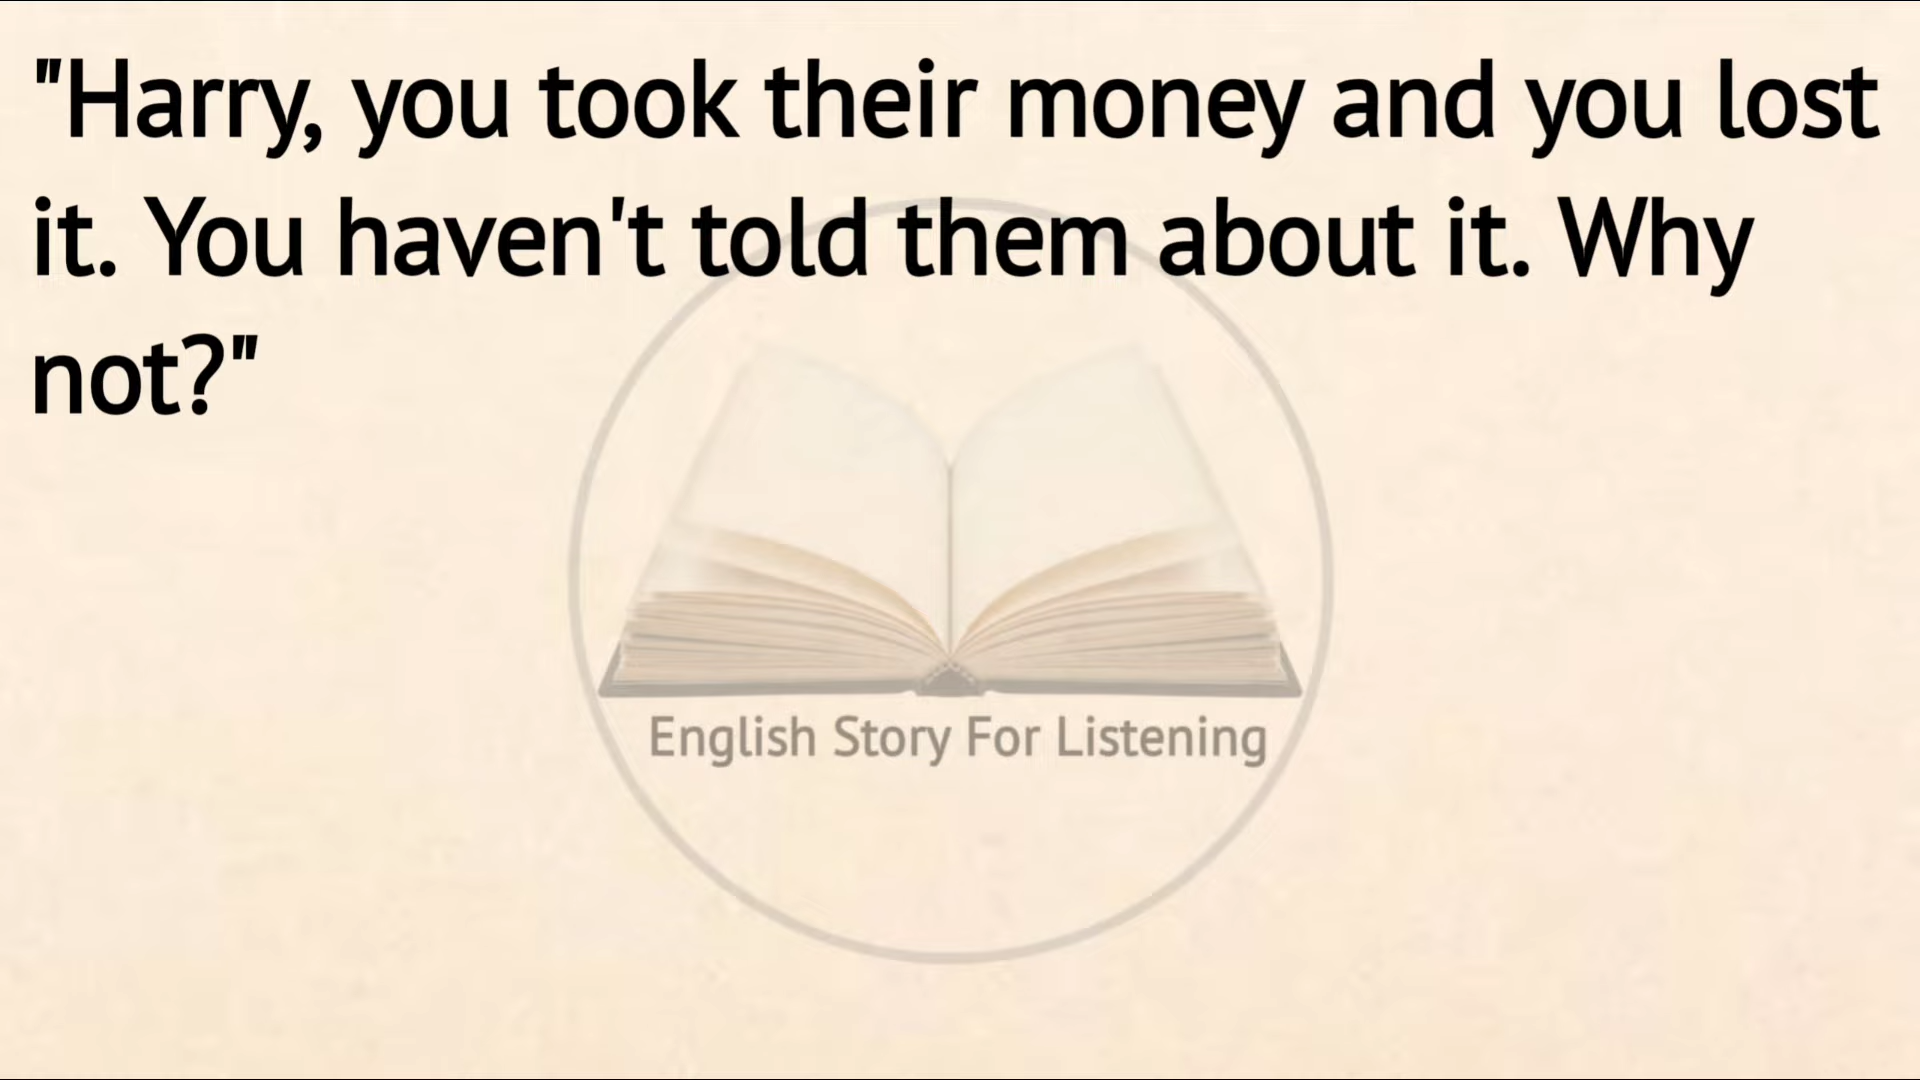 "Harry, you took their money and you lost
it. You haven't told them about it. Why
not?"
English Story For Listening